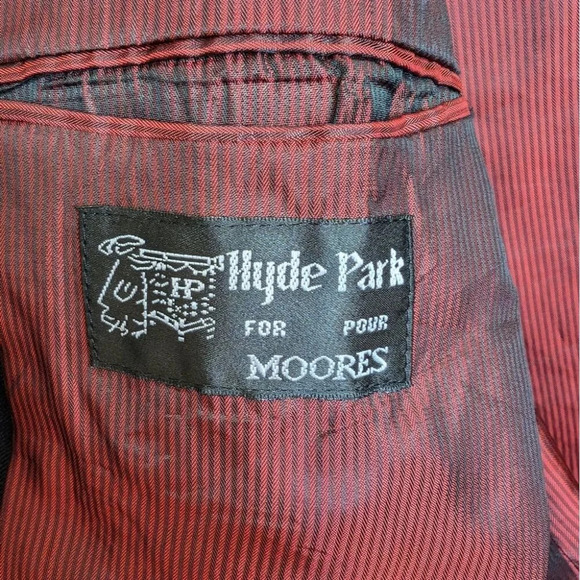 HP
Hyde Park
FOR POUR
MOORES